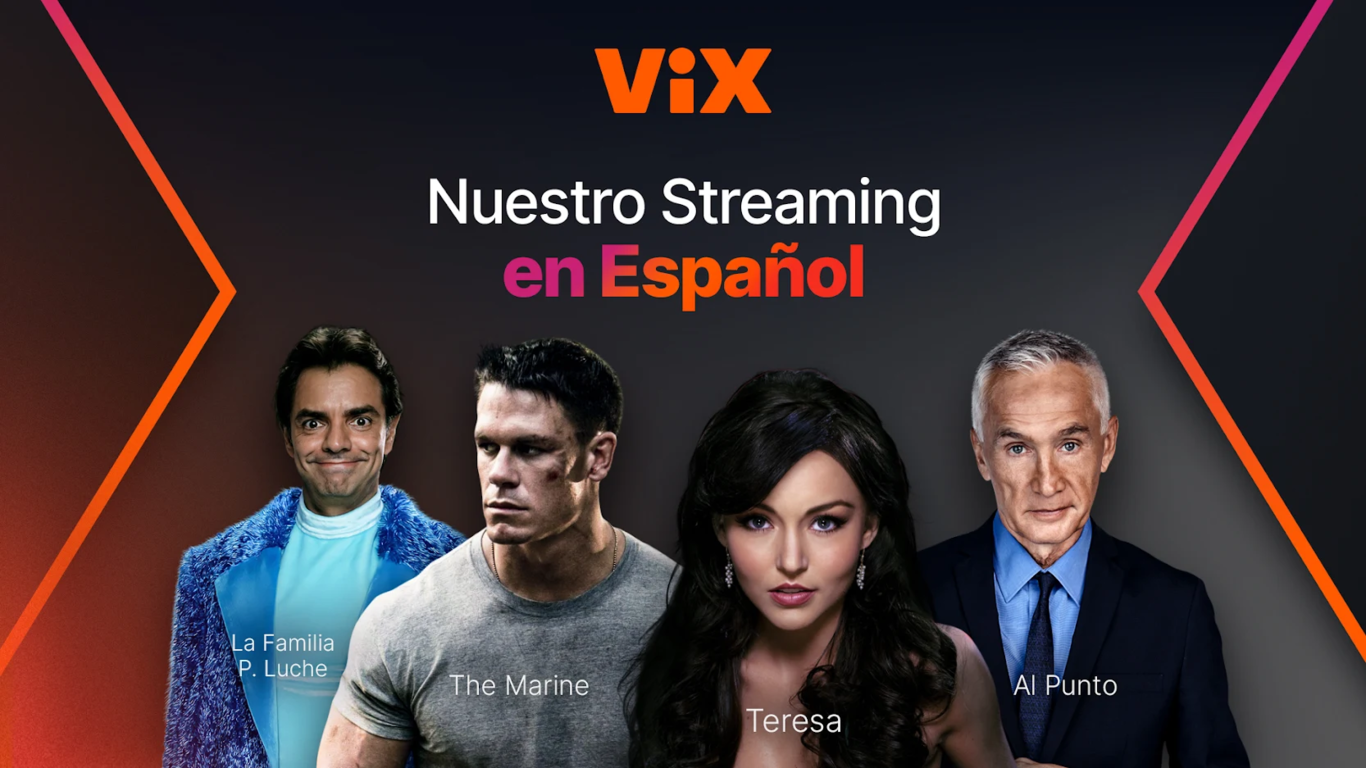 ViX
Nuestro Streaming
en Español
La Familia
P. Luche
The Marine
Teresa
Al Punto